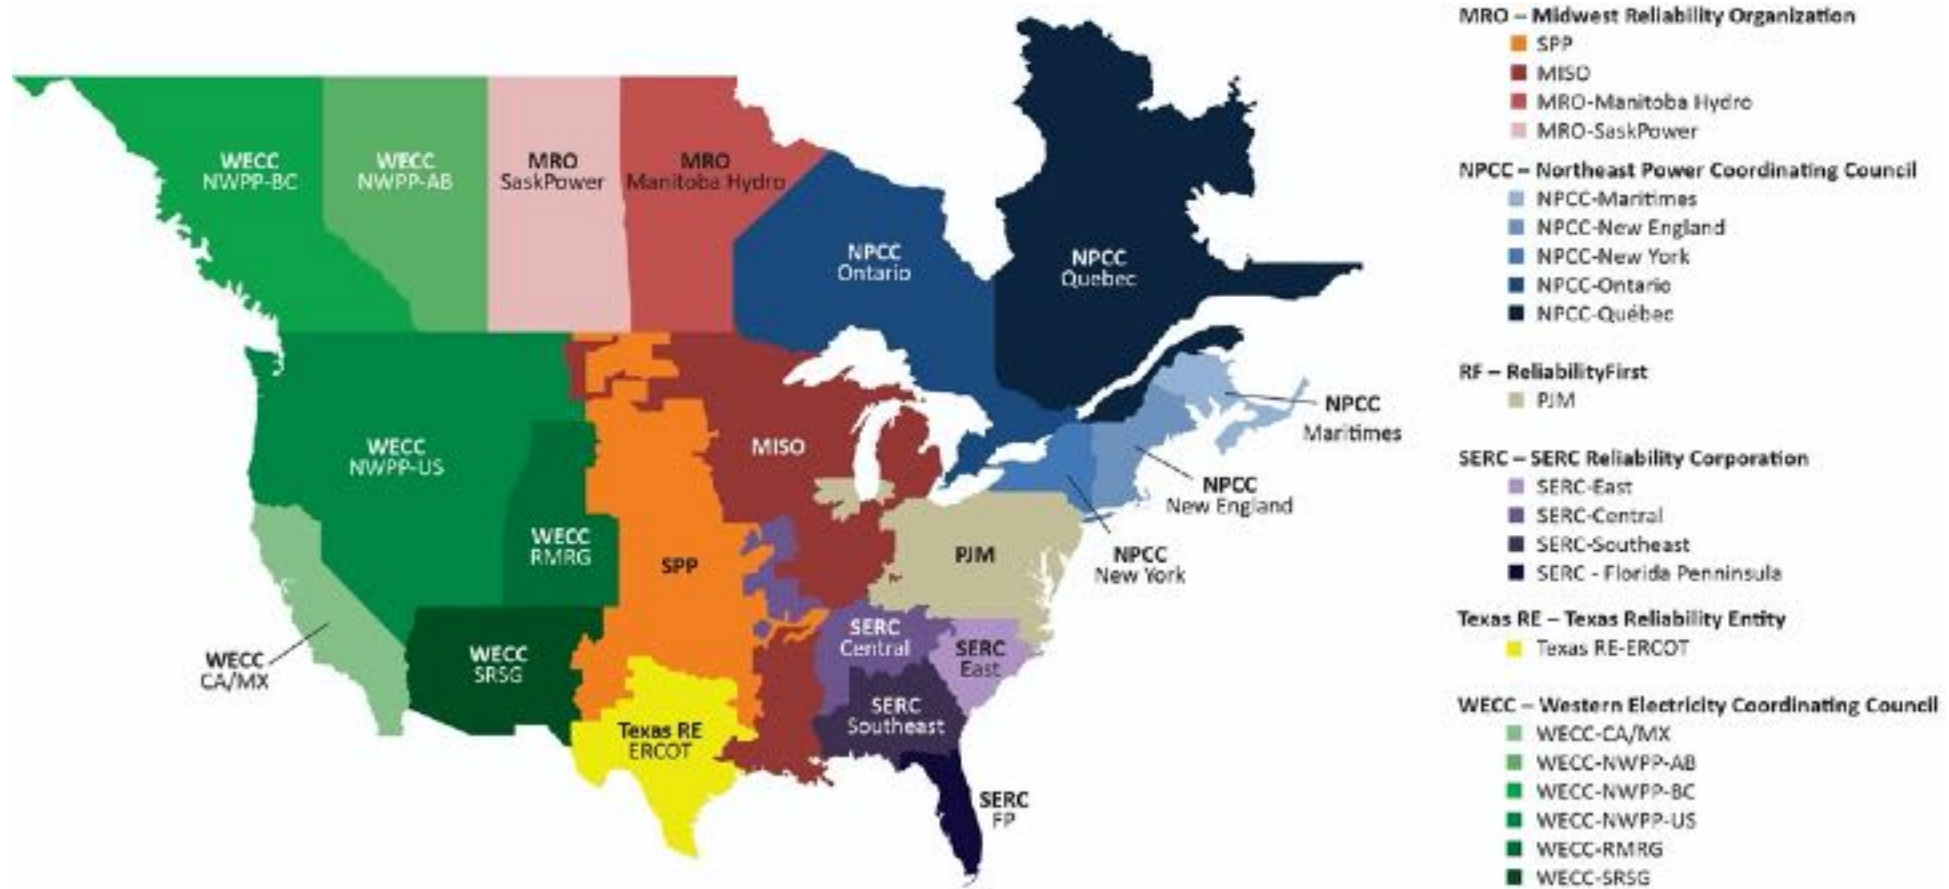 WECC
NWPP-BC
WECC
NWPP-AB
MRO
SaskPower
MRO
Manitoba Hydro
NPCC
Ontario
NPCC
Quebec
WECC
NWPP-US
MISO
NPCC
Maritimes
NPCC
New England
WECC
RMRG
SPP
PJM
NPCC
New York
WECC
CA/MX
WECC
SRSG
SERC
Central
SERC
East
SERC
Southeast
Texas RE
ERCOT
SERC
FP
MRO – Midwest Reliability Organization
SPP
MISO
MRO-Manitoba Hydro
MRO-SaskPower
NPCC – Northeast Power Coordinating Council
NPCC-Maritimes
NPCC-New England
NPCC-New York
NPCC-Ontario
NPCC-Québec
RF – ReliabilityFirst
PJM
SERC – SERC Reliability Corporation
SERC-East
SERC-Central
SERC-Southeast
SERC - Florida Penninsula
Texas RE – Texas Reliability Entity
Texas RE-ERCOT
WECC – Western Electricity Coordinating Council
WECC-CA/MX
WECC-NWPP-AB
WECC-NWPP-BC
WECC-NWPP-US
WECC-RMRG
WECC-SRSG